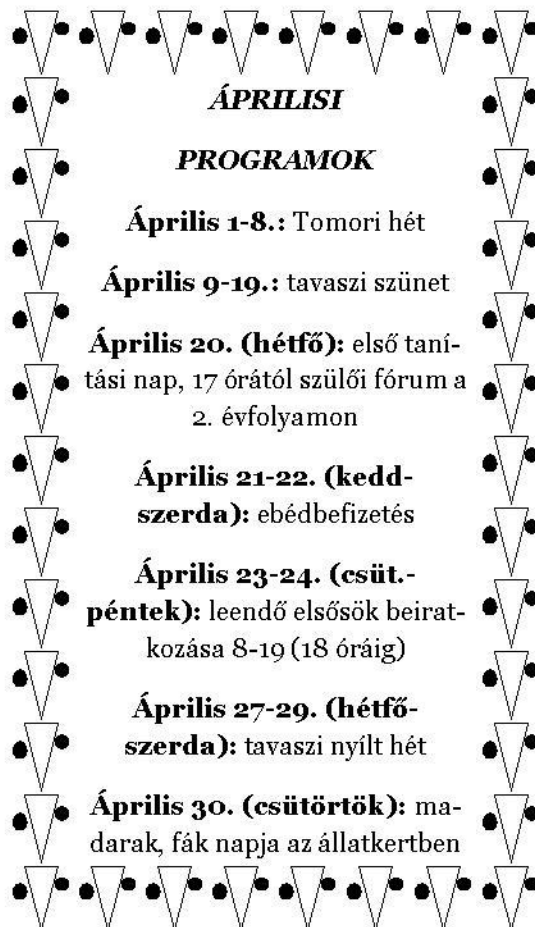 ÁPRILISI
PROGRAMOK
Április 1-8.: Tomori hét
Április 9-19.: tavaszi szünet
Április 20. (hétfő): első taní-
tási nap, 17 órától szülői fórum a
2. évfolyamon
Április 21-22. (kedd-
szerda): ebédbefizetés
Április 23-24. (csüt.-
péntek): leendő elsősök beirat-
kozása 8-19 (18 óráig)
Április 27-29. (hétfő-
szerda): tavaszi nyílt hét
Április 30. (csütörtök): ma-
darak, fák napja az állatkertben